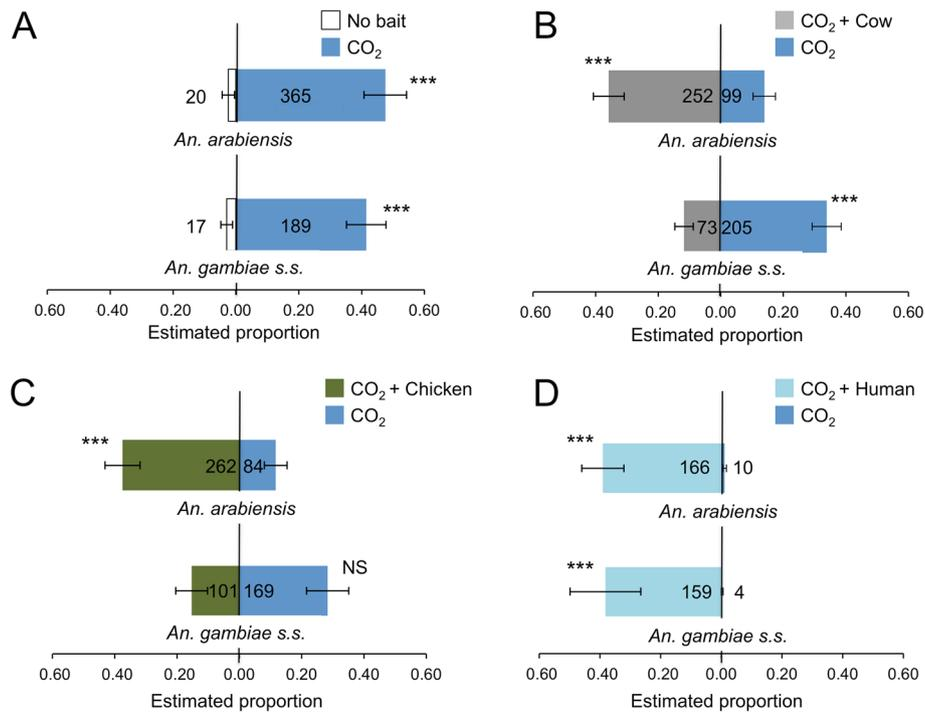 A
No bait
CO2
***
20
365
An. arabiensis
***
17
189
An. gambiae s.s.
0.60 0.40 0.20 0.00 0.20 0.40 0.60
Estimated proportion
B
CO2 + Cow
CO2
***
252 99
An. arabiensis
***
73 205
An. gambiae s.s.
0.60 0.40 0.20 0.00 0.20 0.40 0.60
Estimated proportion
C
CO2 + Chicken
CO2
***
262 84
An. arabiensis
NS
101 169
An. gambiae s.s.
0.60 0.40 0.20 0.00 0.20 0.40 0.60
Estimated proportion
D
CO2 + Human
CO2
***
166 10
An. arabiensis
***
159 4
An. gambiae s.s.
0.60 0.40 0.20 0.00 0.20 0.40 0.60
Estimated proportion